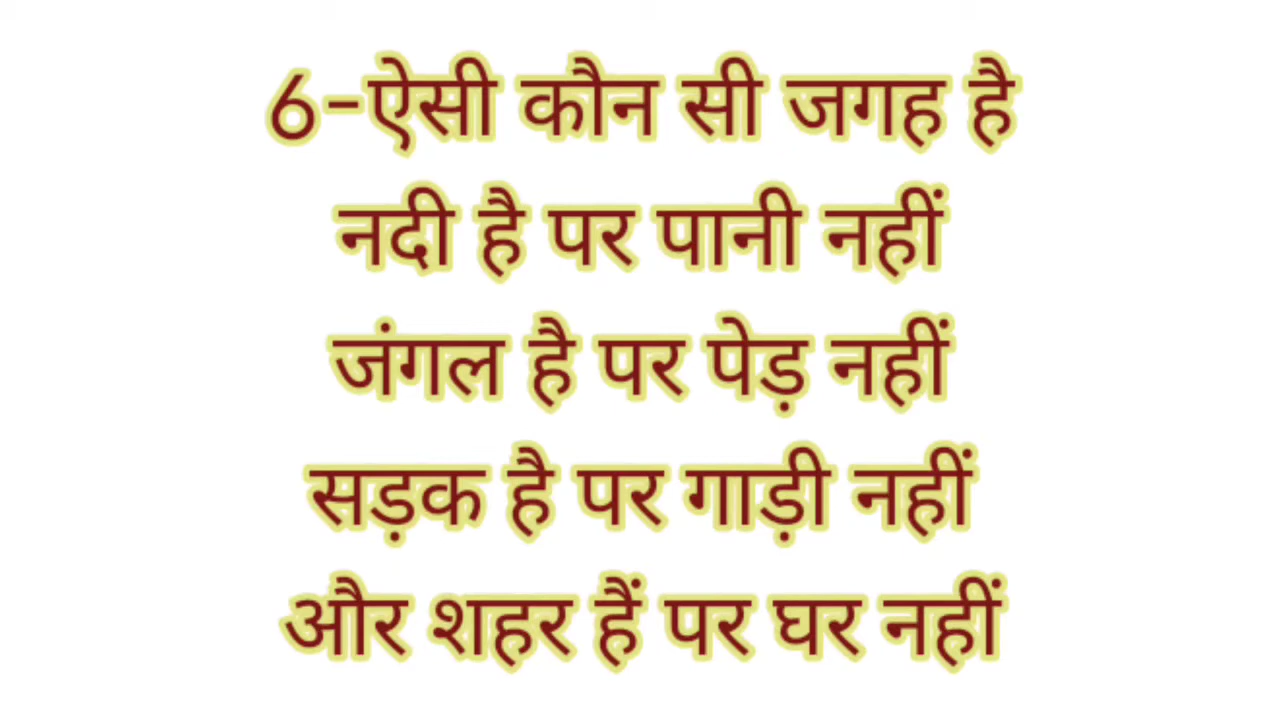 6-ऐसी कौन सी जगह है
नदी है पर पानी नहीं
जंगल है पर पेड़ नहीं
सड़क है पर गाड़ी नहीं
और शहर हैं पर घर नहीं